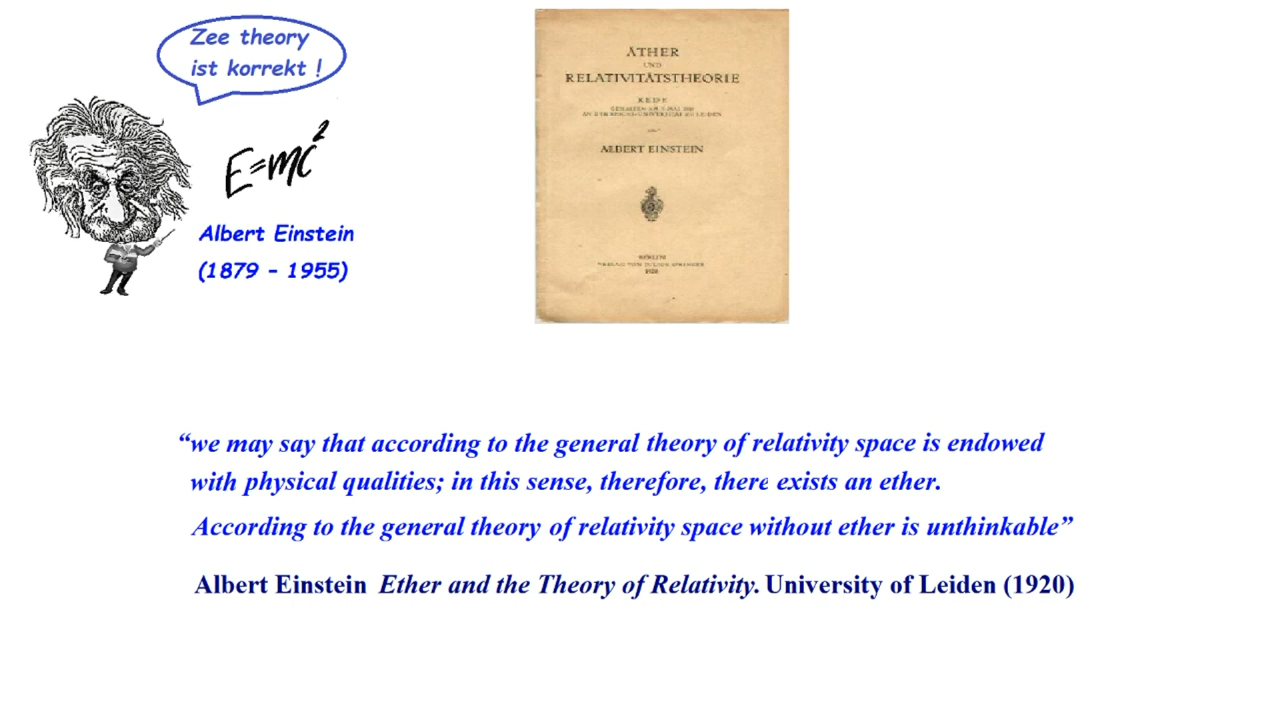 Zee theory
ist korrekt !
E=mc²
Albert Einstein
(1879 – 1955)
ÄTHER
UND
RELATIVITÄTSTHEORIE
REDE
ALBERT EINSTEIN
BERLIN
1920
“we may say that according to the general theory of relativity space is endowed
with physical qualities; in this sense, therefore, there exists an ether.
According to the general theory of relativity space without ether is unthinkable”
Albert Einstein Ether and the Theory of Relativity. University of Leiden (1920)